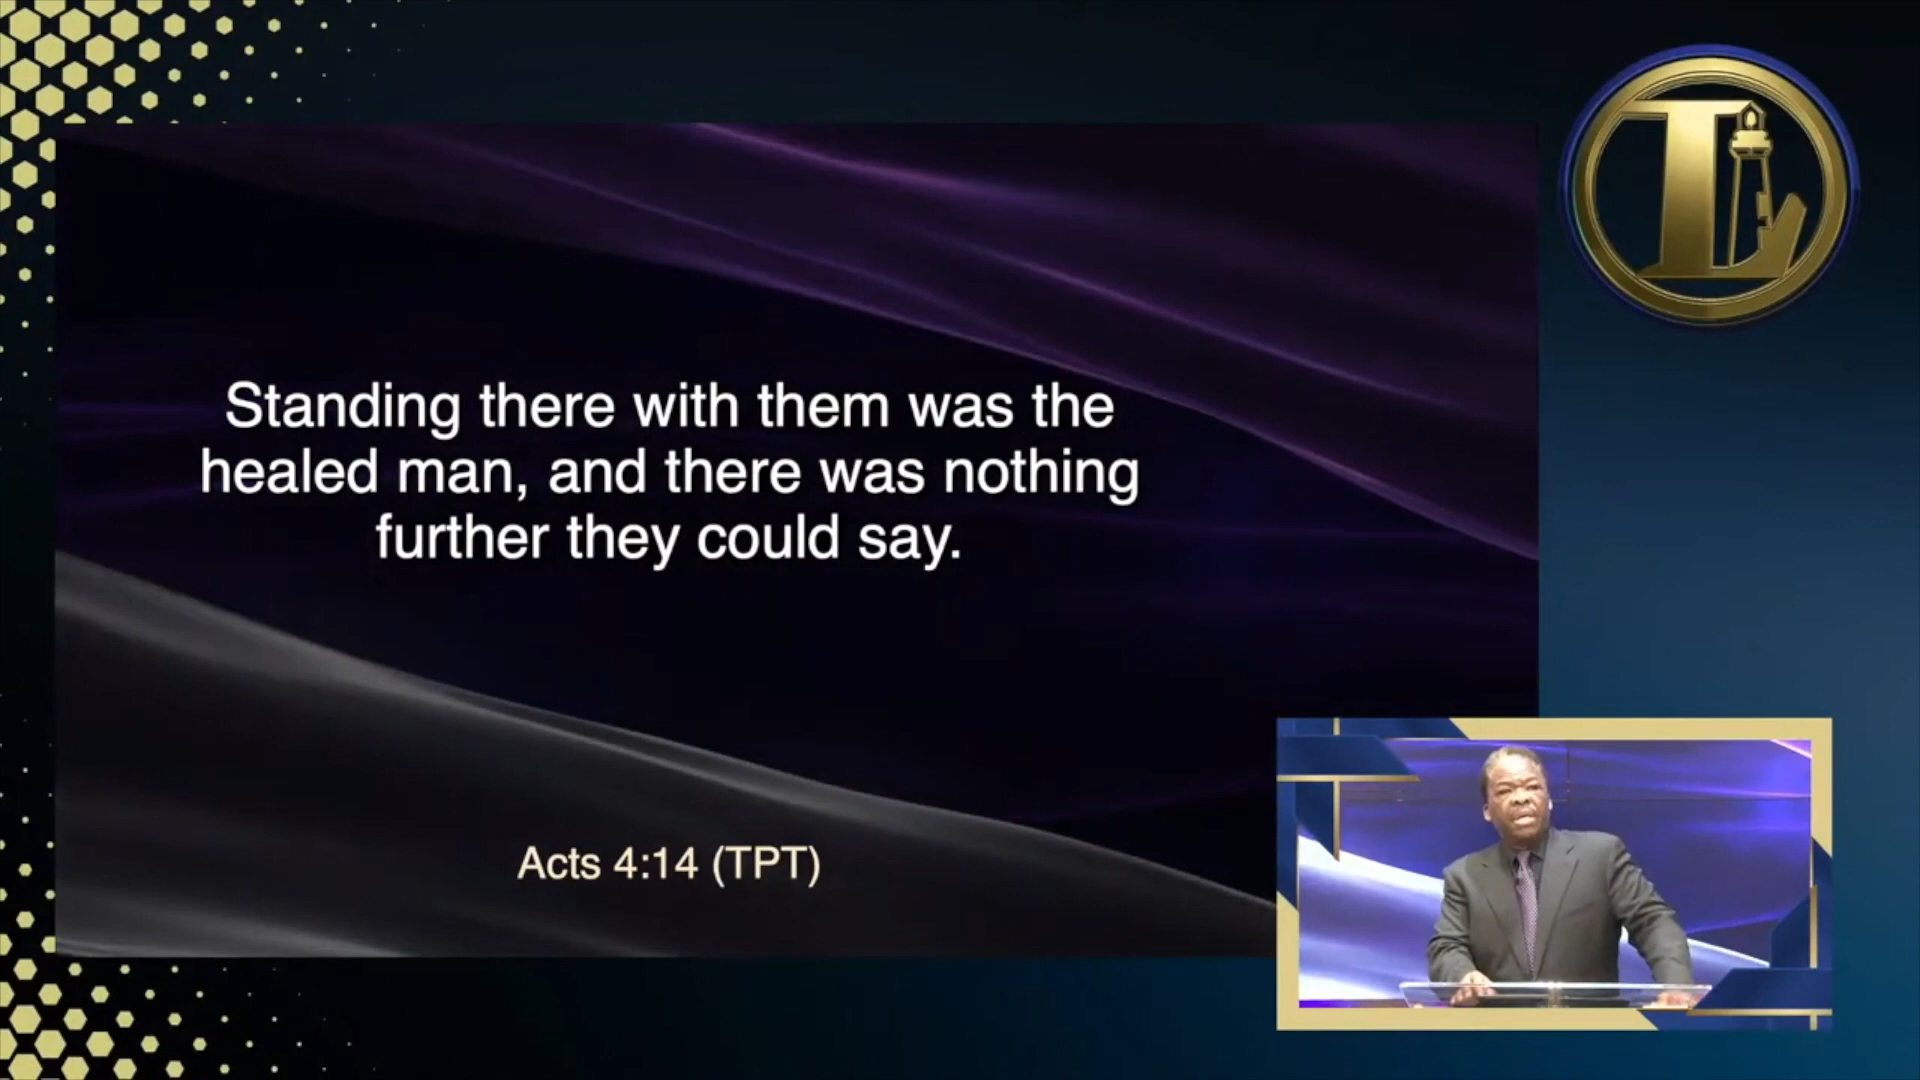 Standing there with them was the
healed man, and there was nothing
further they could say.
Acts 4:14 (TPT)
TL